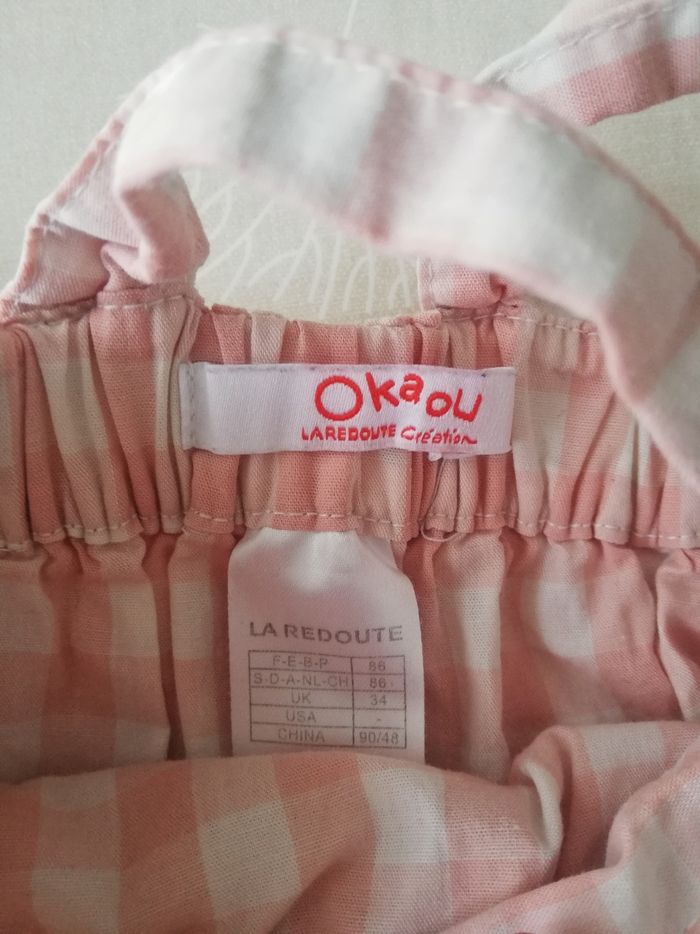 Okaou
LAREDOUTE Création
LA REDOUTE
F-E-B-P 86
S-D-A-NL-CH 86
UK 34
USA -
CHINA 90/48